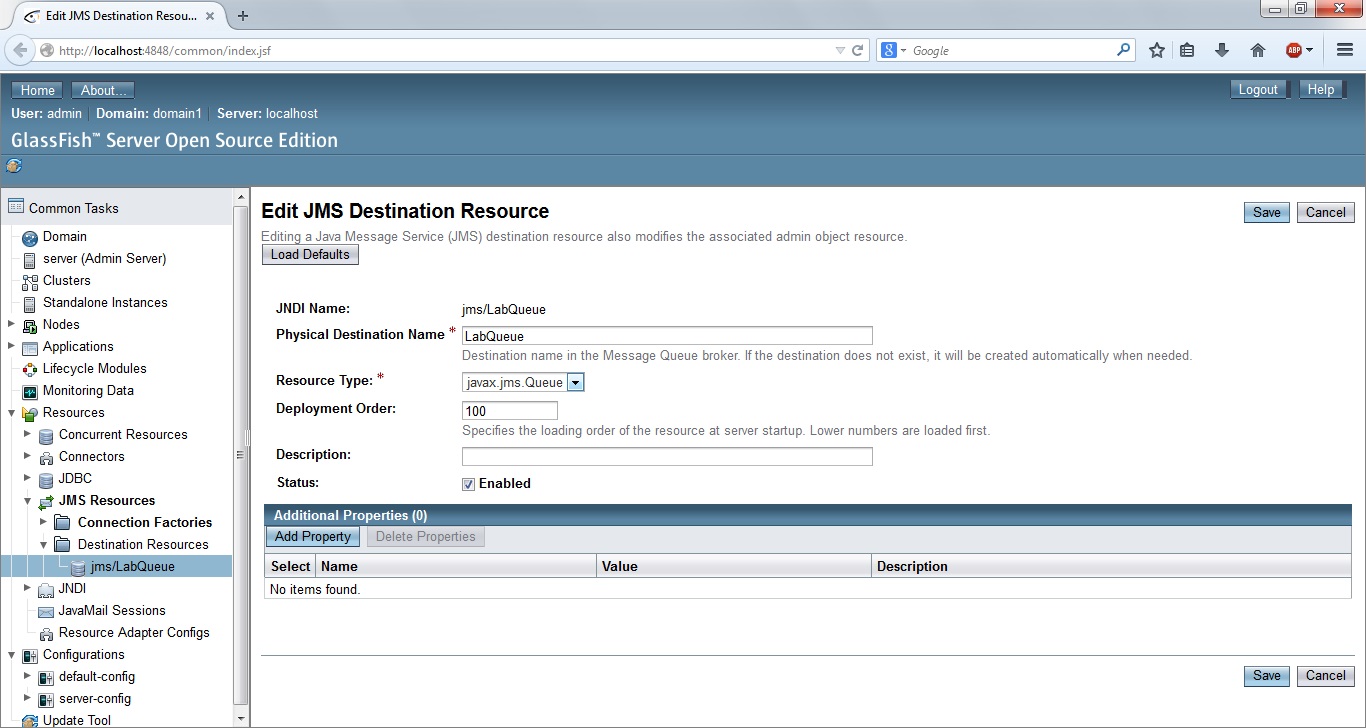 Edit JMS Destination Resou...
http://localhost:4848/common/index.jsf
8
Google
ABP
Home
About...
Logout
Help
User: admin
Domain: domain1
Server: localhost
GlassFish™ Server Open Source Edition
Common Tasks
Domain
server (Admin Server)
Clusters
Standalone Instances
Nodes
Applications
Lifecycle Modules
Monitoring Data
Resources
Concurrent Resources
Connectors
JDBC
JMS Resources
Connection Factories
Destination Resources
jms/LabQueue
JNDI
JavaMail Sessions
Resource Adapter Configs
Configurations
default-config
server-config
Update Tool
Edit JMS Destination Resource
Save
Cancel
Editing a Java Message Service (JMS) destination resource also modifies the associated admin object resource.
Load Defaults
JNDI Name: jms/LabQueue
Physical Destination Name * LabQueue
Destination name in the Message Queue broker. If the destination does not exist, it will be created automatically when needed.
Resource Type: * javax.jms.Queue
Deployment Order: 100
Specifies the loading order of the resource at server startup. Lower numbers are loaded first.
Description:
Status: Enabled
Additional Properties (0)
Add Property
Delete Properties
Select Name Value Description
No items found.
Save
Cancel